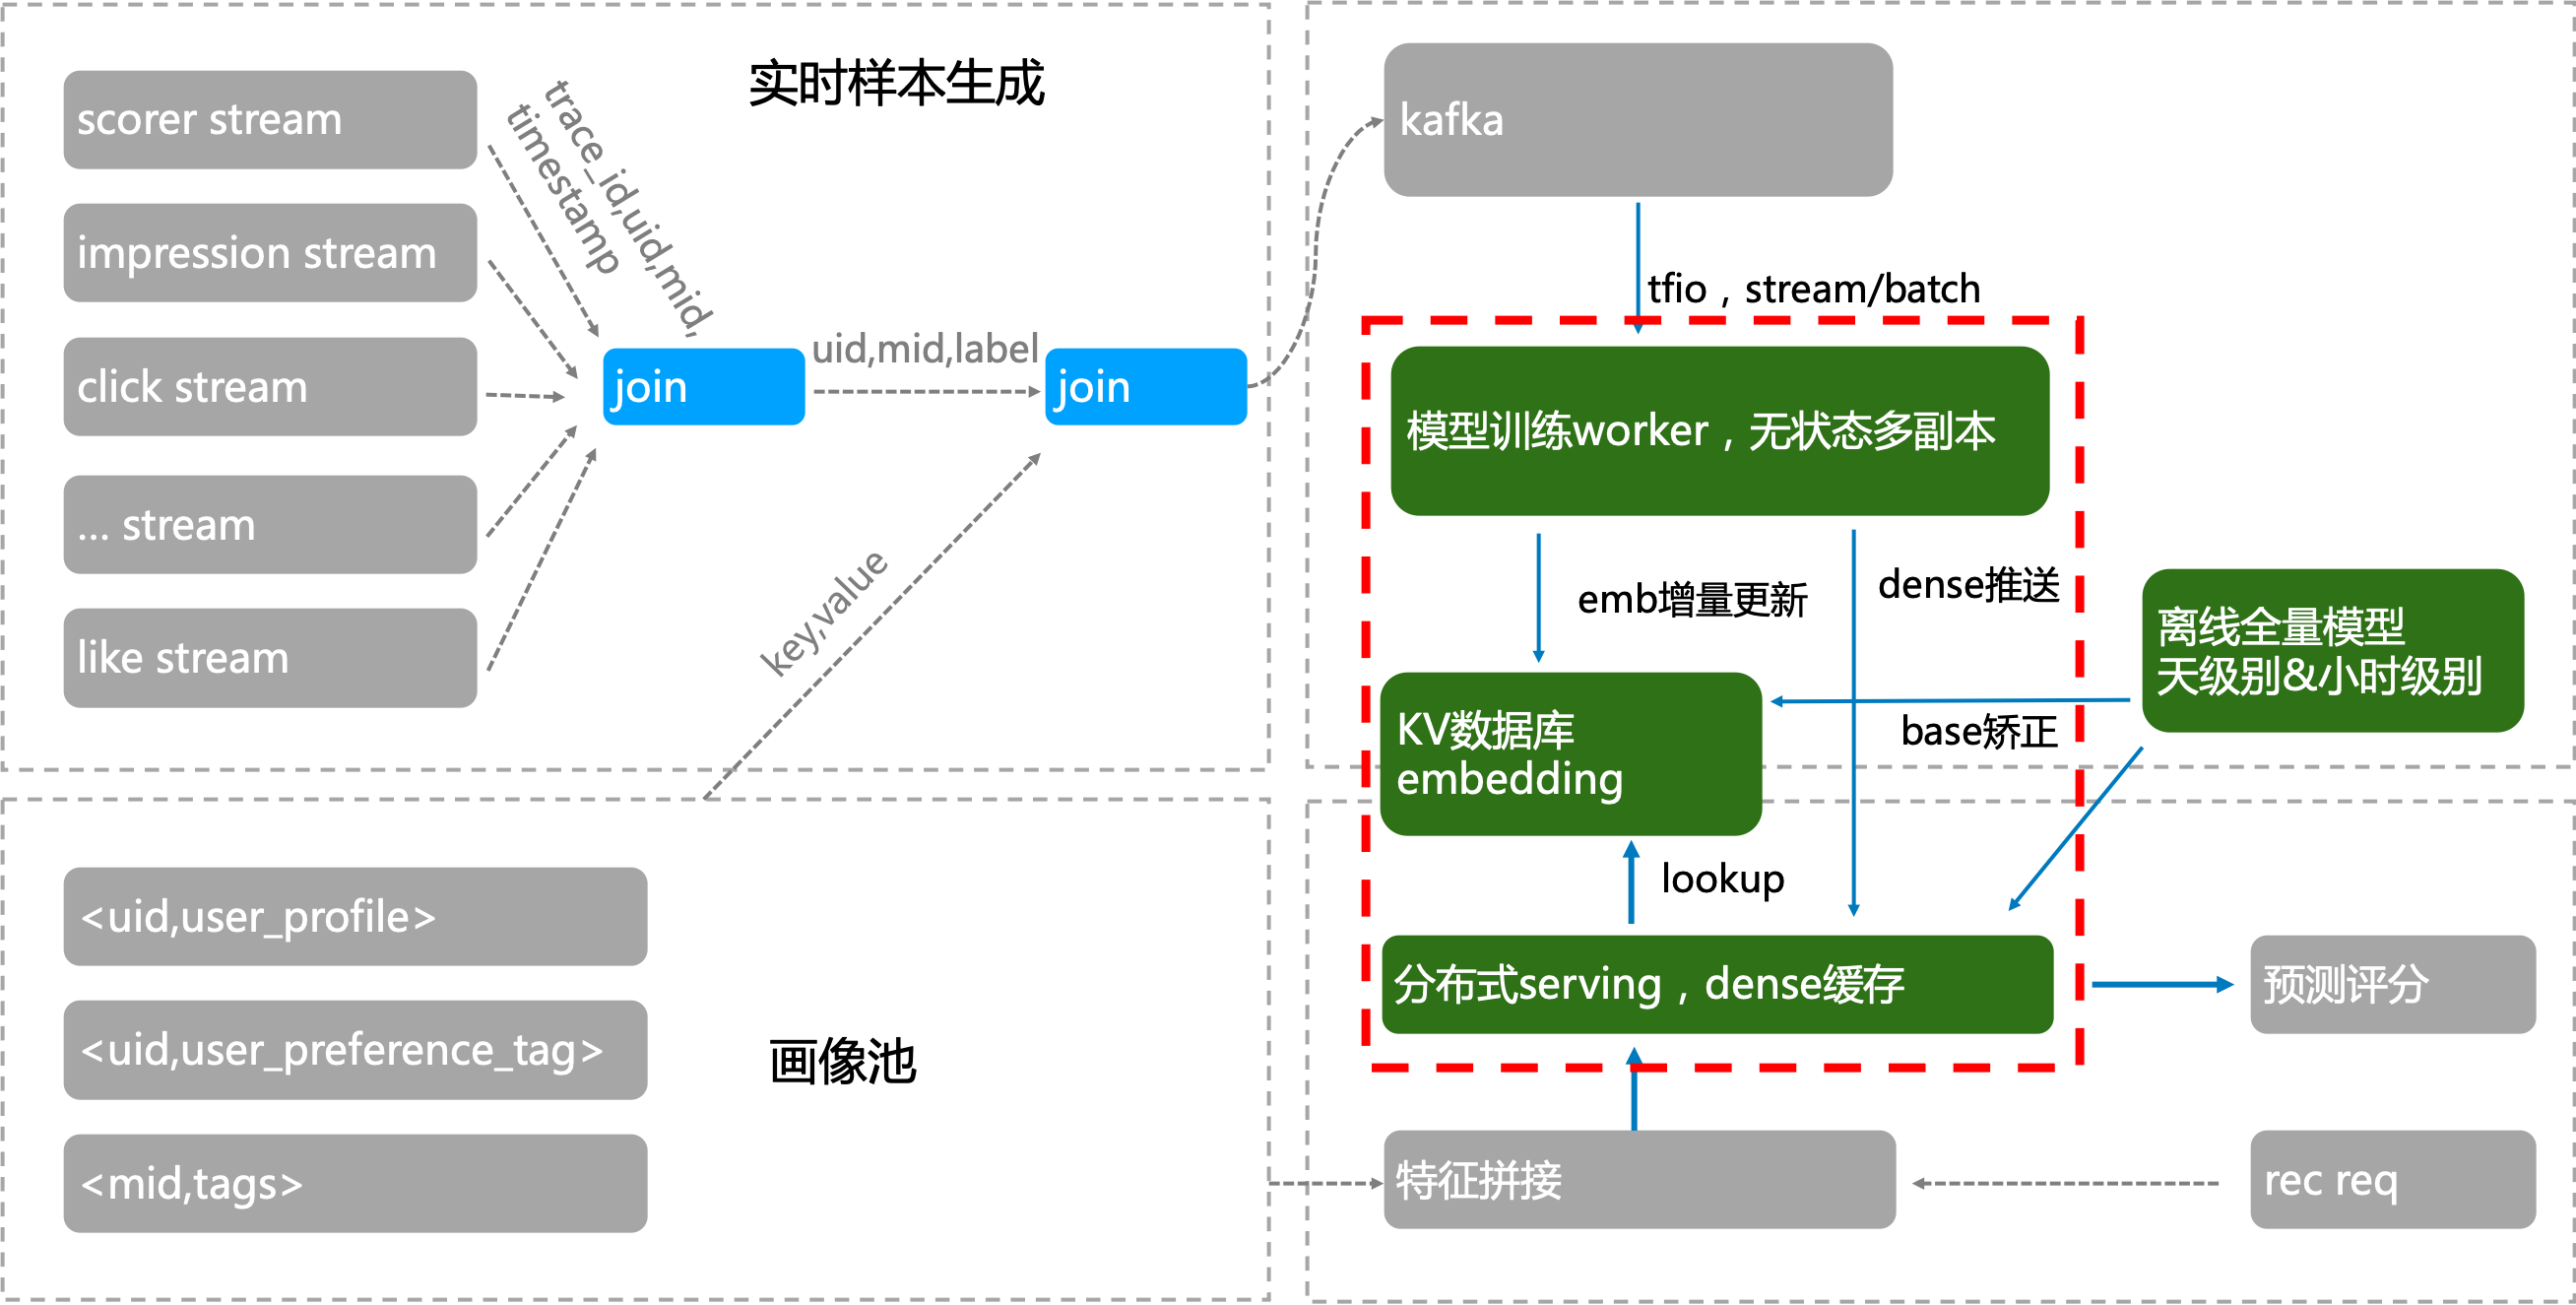 实时样本生成
scorer stream
impression stream
click stream
... stream
like stream
trace_id,uid,mid,
timestamp
join
uid,mid,label
join
key,value
画像池
<uid,user_profile>
<uid,user_preference_tag>
<mid,tags>
kafka
tfio，stream/batch
模型训练worker，无状态多副本
emb增量更新
dense推送
离线全量模型
天级别&小时级别
KV数据库
embedding
base矫正
lookup
分布式serving，dense缓存
预测评分
特征拼接
rec req